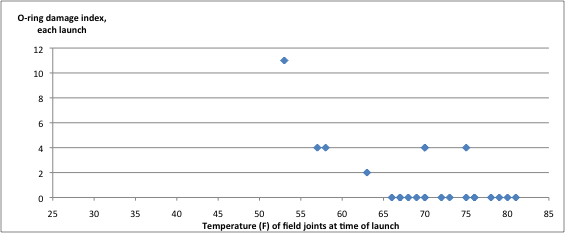 O-ring damage index,
each launch
12
10
8
6
4
2
0
25 30 35 40 45 50 55 60 65 70 75 80 85
Temperature (F) of field joints at time of launch